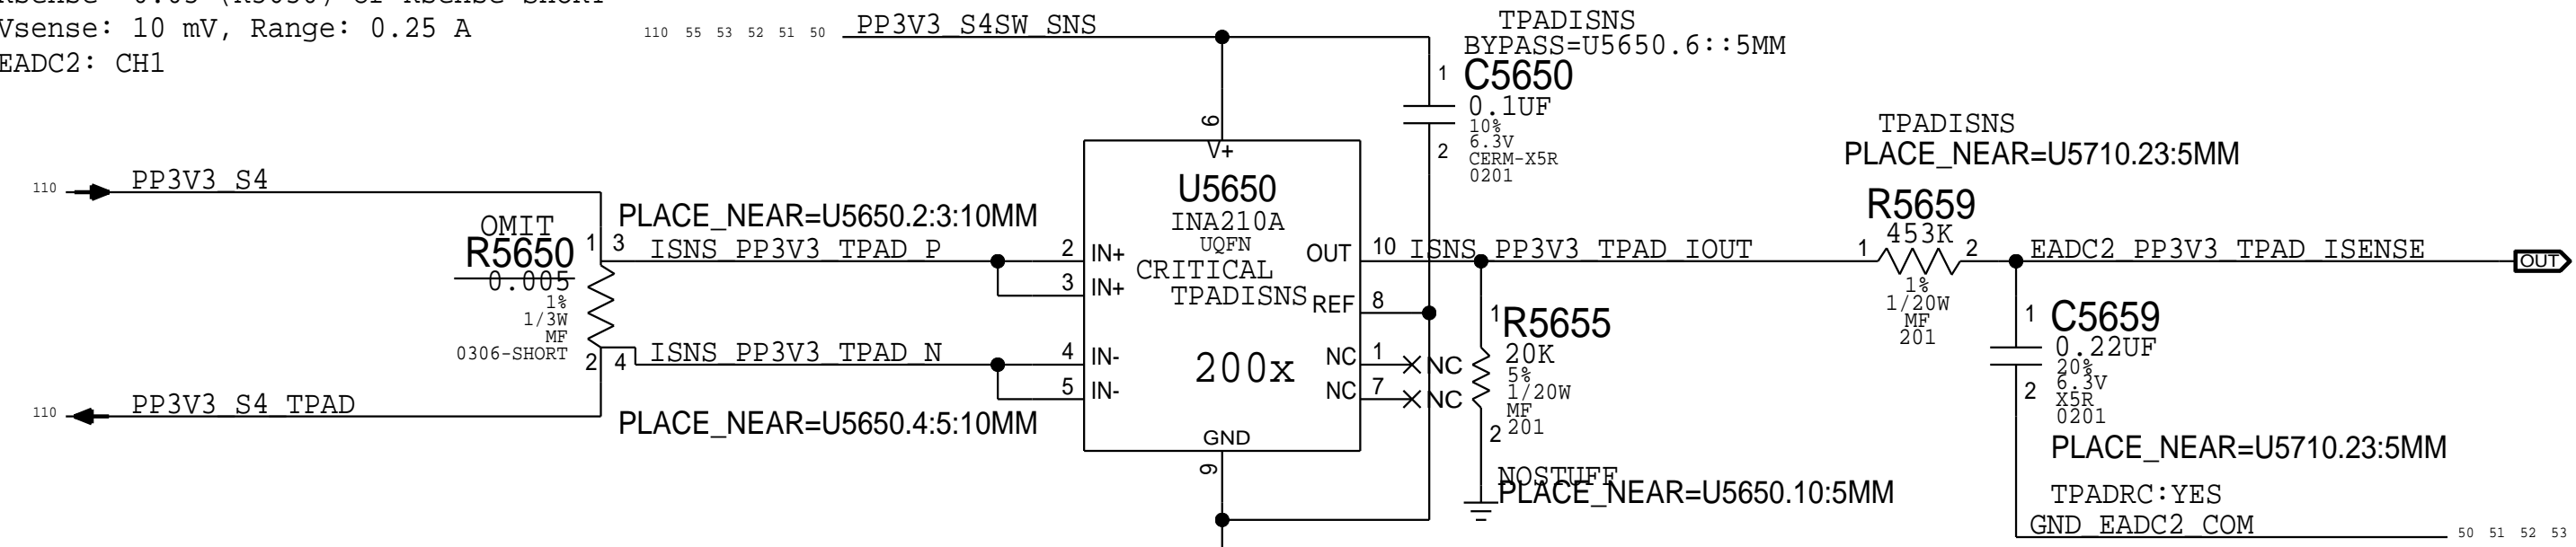 Vsense: 10 mV, Range: 0.25 A
EADC2: CH1
110 55 53 52 51 50 PP3V3_S4SW_SNS
TPADISNS
BYPASS=U5650.6::5MM
1
C5650
0.1UF
10%
6.3V
CERM-X5R
0201
2
6
V+
U5650
INA210A
UQFN
CRITICAL
TPADISNS
200x
GND
9
110 PP3V3_S4
OMIT
R5650
0.005
1%
1/3W
MF
0306-SHORT
1 3
2 4
PLACE_NEAR=U5650.2:3:10MM
ISNS_PP3V3_TPAD_P
2 IN+
3 IN+
ISNS_PP3V3_TPAD_N
4 IN-
5 IN-
PLACE_NEAR=U5650.4:5:10MM
110 PP3V3_S4_TPAD
OUT 10 ISNS_PP3V3_TPAD_IOUT
REF 8
NC 1 NC
NC 7 NC
1
R5655
20K
5%
1/20W
MF
201
2
NOSTUFF
PLACE_NEAR=U5650.10:5MM
TPADISNS
PLACE_NEAR=U5710.23:5MM
R5659
453K
1 2
1%
1/20W
MF
201
EADC2_PP3V3_TPAD_ISENSE
OUT
1
C5659
0.22UF
20%
6.3V
X5R
0201
2
PLACE_NEAR=U5710.23:5MM
TPADRC:YES
GND_EADC2_COM 50 51 52 53